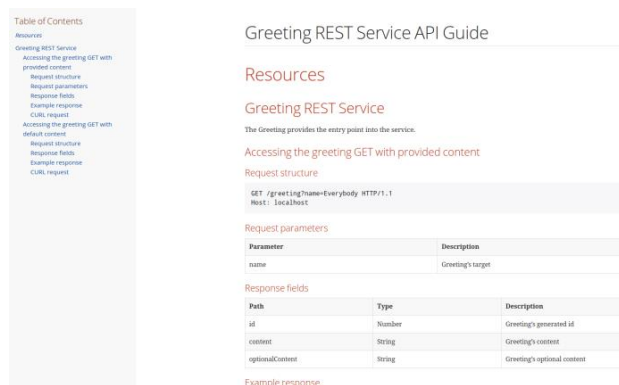 Table of Contents
Resources
Greeting REST Service
Accessing the greeting GET with
provided content
Request structure
Request parameters
Response fields
Example response
CURL request
Accessing the greeting GET with
default content
Request structure
Response fields
Example response
CURL request
Greeting REST Service API Guide
Resources
Greeting REST Service
The Greeting provides the entry point into the service.
Accessing the greeting GET with provided content
Request structure
GET /greeting?name=Everybody HTTP/1.1
Host: localhost
Request parameters
Parameter Description
name Greeting's target
Response fields
Path Type Description
id Number Greeting's generated id
content String Greeting's content
optionalContent String Greeting's optional content
Example response